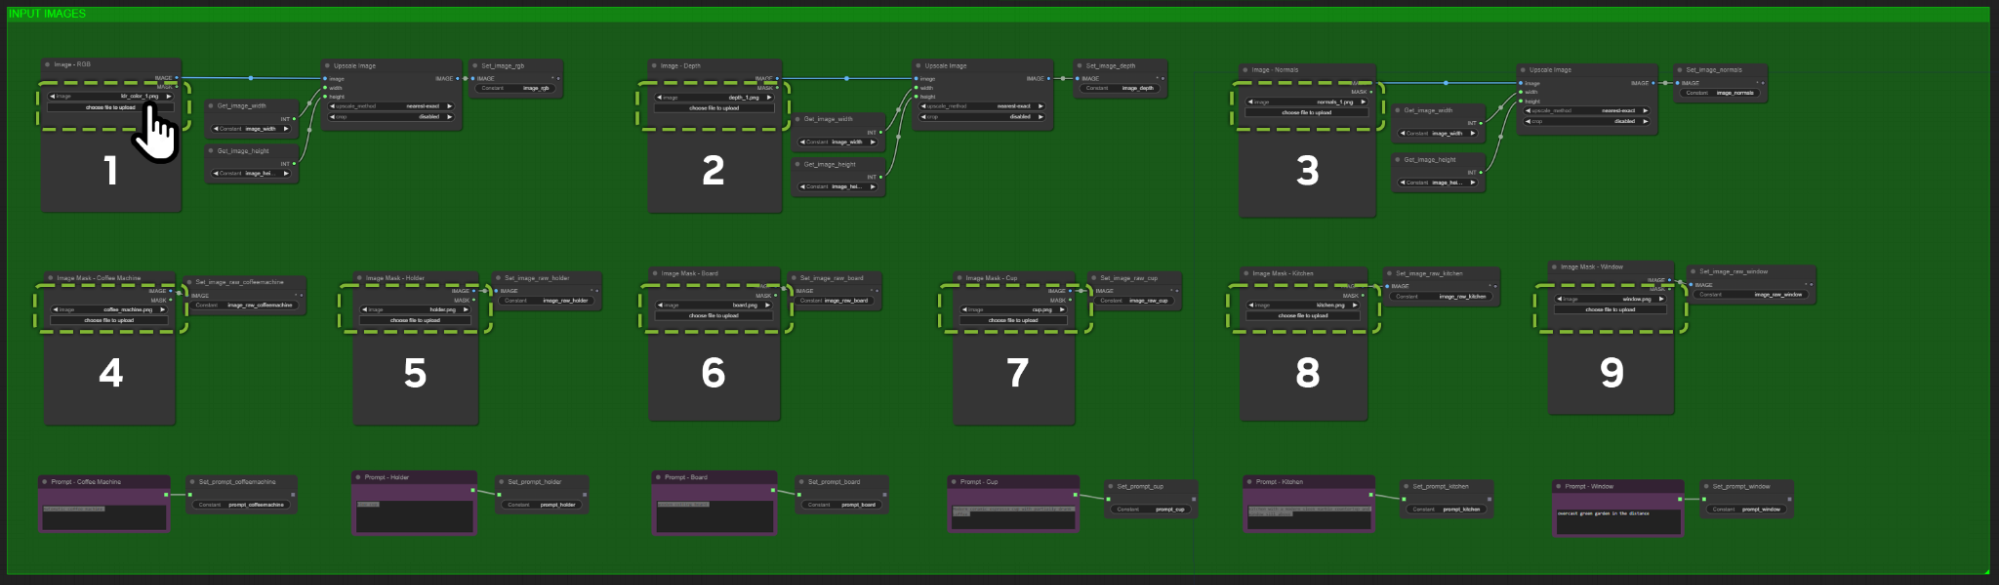 INPUT IMAGES
Image - RGB
IMAGE
MASK
image ktr_color_1.png
choose file to upload
1
Get_image_width
INT
Constant image_width
Get_image_height
INT
Constant image_hei...
Upscale Image
image IMAGE
width
height
upscale_method nearest-exact
crop disabled
Set_image_rgb
IMAGE
Constant image_rgb
Image - Depth
IMAGE
MASK
image depth_1.png
choose file to upload
2
Get_image_width
INT
Constant image_width
Get_image_height
INT
Constant image_hei...
Upscale Image
image IMAGE
width
height
upscale_method nearest-exact
crop disabled
Set_image_depth
IMAGE
Constant image_depth
Image - Normals
MASK
image normals_1.png
choose file to upload
3
Get_image_width
INT
Constant image_width
Get_image_height
INT
Constant image_hei...
Upscale Image
image IMAGE
width
height
upscale_method nearest-exact
crop disabled
Set_image_normals
IMAGE
Constant image_normals
Image Mask - Coffee Machine
IMAGE
MASK
image coffee_machine.png
choose file to upload
4
Set_image_raw_coffeemachine
IMAGE
Constant image_raw_coffeemachine
Image Mask - Holder
IMAGE
MASK
image holder.png
choose file to upload
5
Set_image_raw_holder
IMAGE
Constant image_raw_holder
Image Mask - Board
MASK
image board.png
choose file to upload
6
Set_image_raw_board
IMAGE
Constant image_raw_board
Image Mask - Cup
IMAGE
MASK
image cup.png
choose file to upload
7
Set_image_raw_cup
IMAGE
Constant image_raw_cup
Image Mask - Kitchen
MASK
image kitchen.png
choose file to upload
8
Set_image_raw_kitchen
IMAGE
Constant image_raw_kitchen
Image Mask - Window
IMAGE
image window.png
choose file to upload
9
Set_image_raw_window
IMAGE
Constant image_raw_window
Prompt - Coffee Machine
Set_prompt_coffeemachine
Constant prompt_coffeemachine
Prompt - Holder
Set_prompt_holder
Constant prompt_holder
Prompt - Board
Set_prompt_board
Constant prompt_board
Prompt - Cup
Set_prompt_cup
Constant prompt_cup
Prompt - Kitchen
Set_prompt_kitchen
Constant prompt_kitchen
Prompt - Window
overcast green garden in the distance
Set_prompt_window
Constant prompt_window